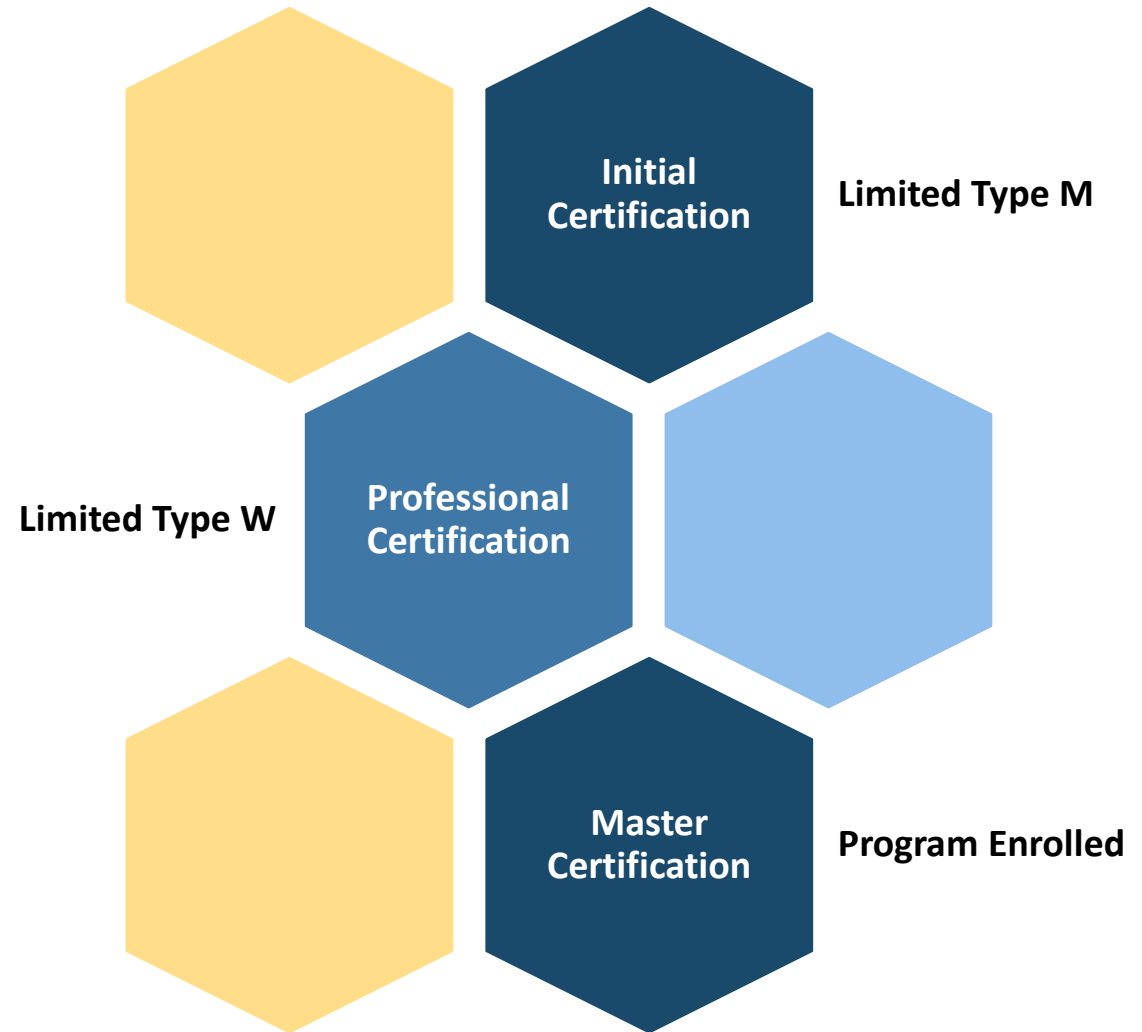 Initial
Certification
Limited Type M
Limited Type W
Professional
Certification
Master
Certification
Program Enrolled